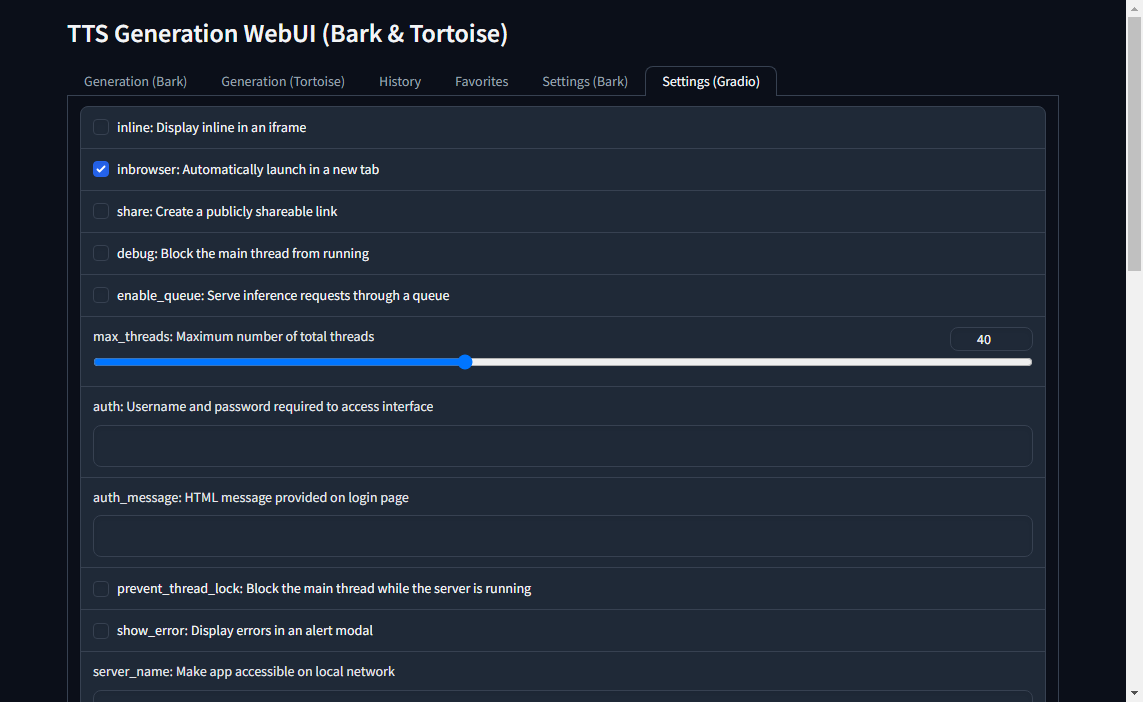 TTS Generation WebUI (Bark & Tortoise)
Generation (Bark) Generation (Tortoise) History Favorites Settings (Bark) Settings (Gradio)
inline: Display inline in an iframe
inbrowser: Automatically launch in a new tab
share: Create a publicly shareable link
debug: Block the main thread from running
enable_queue: Serve inference requests through a queue
max_threads: Maximum number of total threads 40
auth: Username and password required to access interface
auth_message: HTML message provided on login page
prevent_thread_lock: Block the main thread while the server is running
show_error: Display errors in an alert modal
server_name: Make app accessible on local network